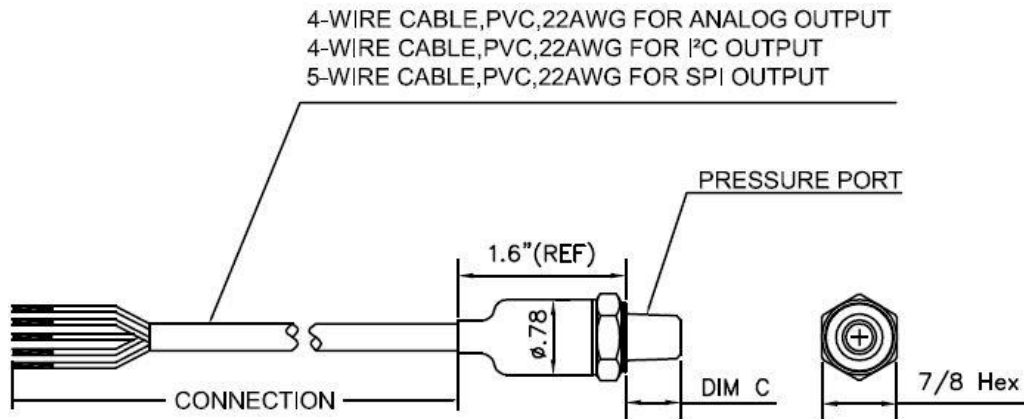 4-WIRE CABLE,PVC,22AWG FOR ANALOG OUTPUT
4-WIRE CABLE,PVC,22AWG FOR I²C OUTPUT
5-WIRE CABLE,PVC,22AWG FOR SPI OUTPUT
PRESSURE PORT
1.6"(REF)
ø.78
DIM C
7/8 Hex
CONNECTION